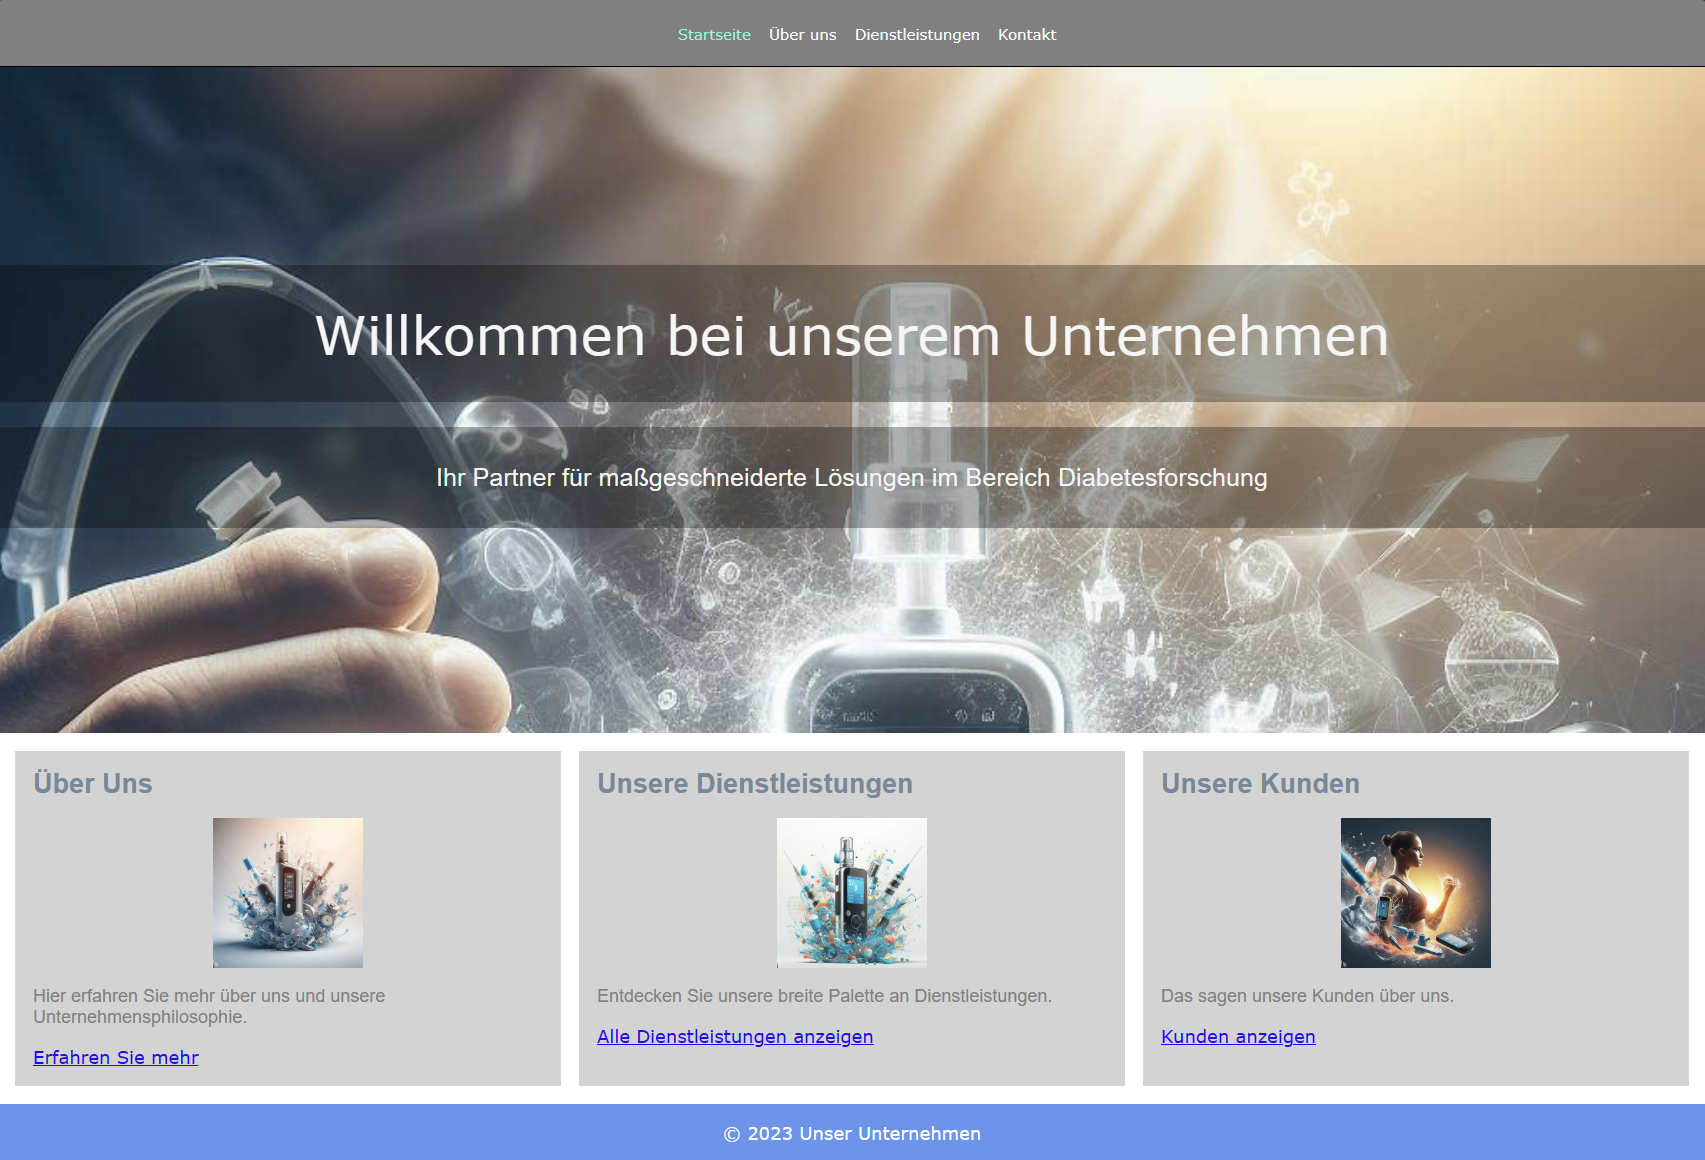 Startseite Über uns Dienstleistungen Kontakt
Willkommen bei unserem Unternehmen
Ihr Partner für maßgeschneiderte Lösungen im Bereich Diabetesforschung
Über Uns
Hier erfahren Sie mehr über uns und unsere
Unternehmensphilosophie.
Erfahren Sie mehr
Unsere Dienstleistungen
Entdecken Sie unsere breite Palette an Dienstleistungen.
Alle Dienstleistungen anzeigen
Unsere Kunden
Das sagen unsere Kunden über uns.
Kunden anzeigen
© 2023 Unser Unternehmen